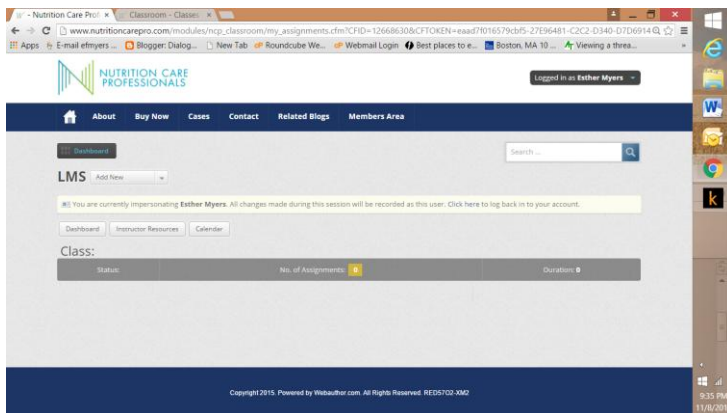 - Nutrition Care Prof ×
Classroom - Classes ×
www.nutritioncarepro.com/modules/ncp_classroom/my_assignments.cfm?CFID=12668630&CFTOKEN=eaad7f016579cbf5-27E96481-C2C2-D340-D7D6914
Apps E-mail efmyers ... Blogger: Dialog... New Tab Roundcube We... Webmail Login Best places to e... Boston, MA 10 ... Viewing a threa... »
NUTRITION CARE
PROFESSIONALS
Logged in as Esther Myers
About Buy Now Cases Contact Related Blogs Members Area
Dashboard
Search ...
LMS Add New
You are currently impersonating Esther Myers. All changes made during this session will be recorded as this user. Click here to log back in to your account.
Dashboard Instructor Resources Calendar
Class:
Status: No. of Assignments: 0 Duration: 0
Copyright 2015. Powered by Webauthor.com. All Rights Reserved. RED5702-XM2
9:35 PM
11/8/201